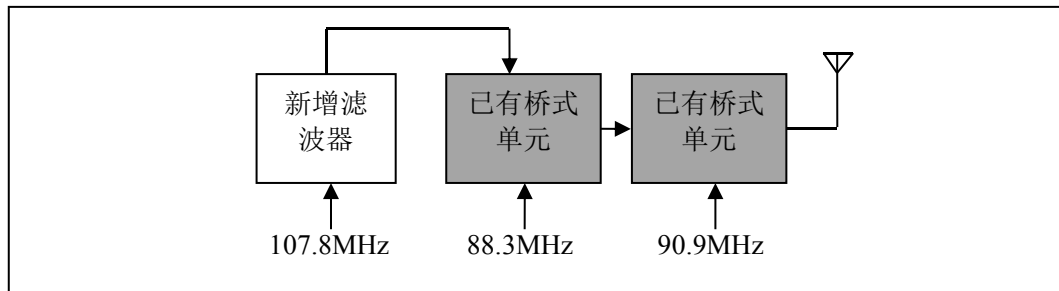 新增滤
波器
已有桥式
单元
已有桥式
单元
107.8MHz
88.3MHz
90.9MHz